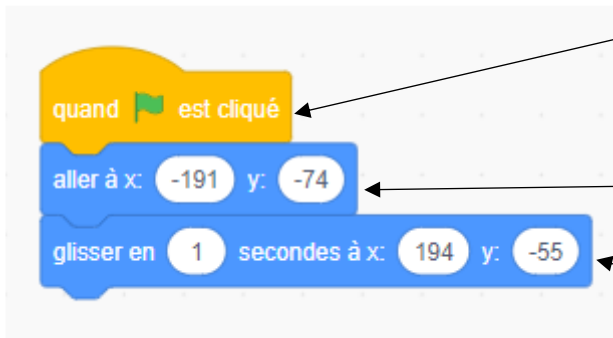 quand est cliqué
aller à x: -191 y: -74
glisser en 1 secondes à x: 194 y: -55